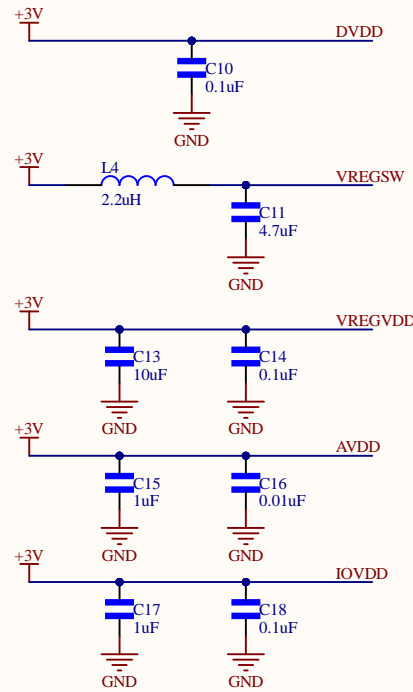 +3V
DVDD
C10
0.1uF
GND
+3V
L4
VREGSW
2.2uH
C11
4.7uF
GND
+3V
VREGVDD
C13
C14
10uF
0.1uF
GND
GND
+3V
AVDD
C15
C16
1uF
0.01uF
GND
GND
+3V
IOVDD
C17
C18
1uF
0.1uF
GND
GND